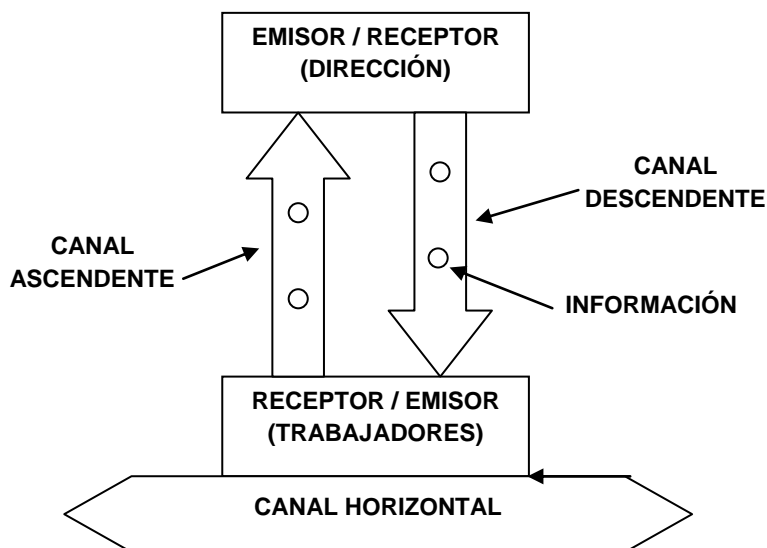 EMISOR / RECEPTOR
(DIRECCIÓN)
CANAL
DESCENDENTE
CANAL
ASCENDENTE
INFORMACIÓN
RECEPTOR / EMISOR
(TRABAJADORES)
CANAL HORIZONTAL